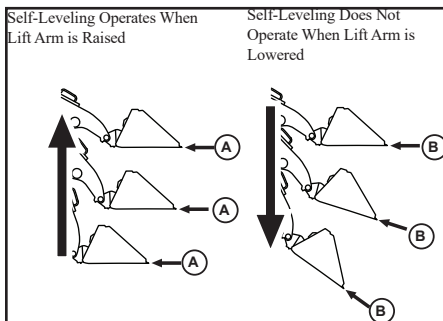 Self-Leveling Operates When
Lift Arm is Raised
Self-Leveling Does Not
Operate When Lift Arm is
Lowered
A
A
A
B
B
B